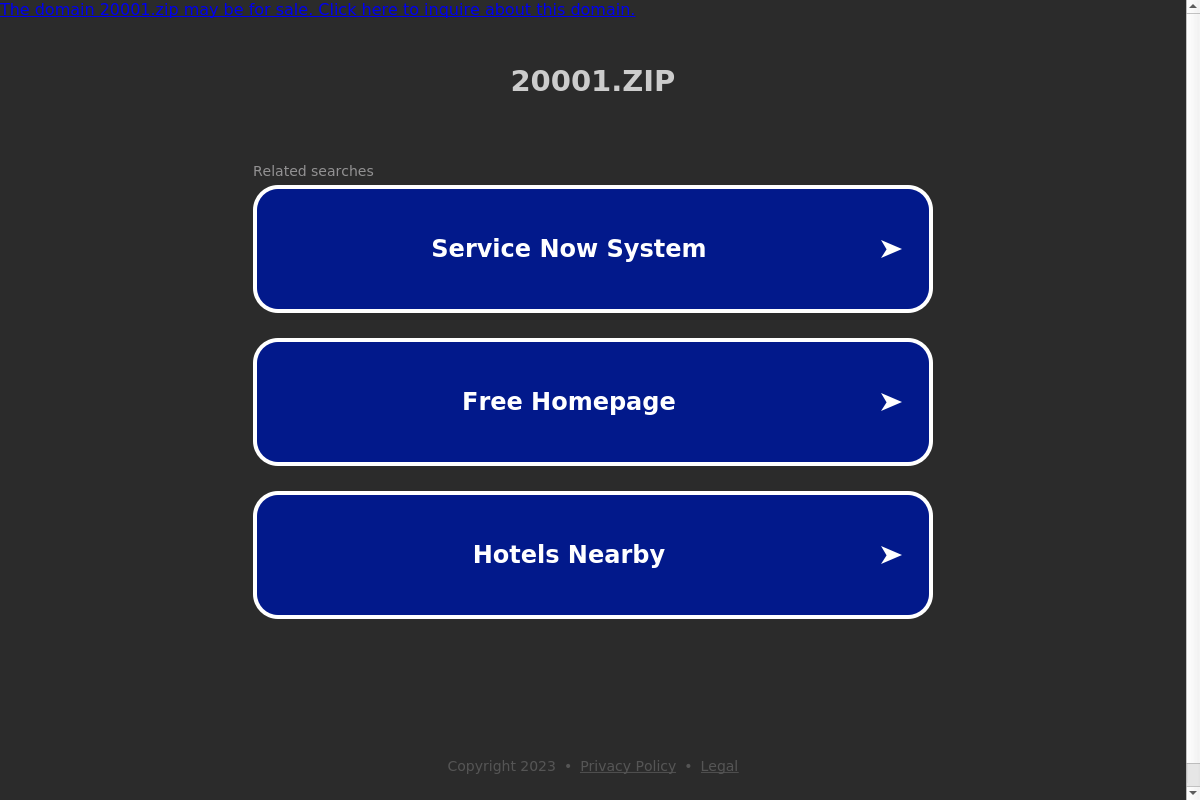 The domain 20001.zip may be for sale. Click here to inquire about this domain.
20001.ZIP
Related searches
Service Now System
Free Homepage
Hotels Nearby
Copyright 2023 • Privacy Policy • Legal